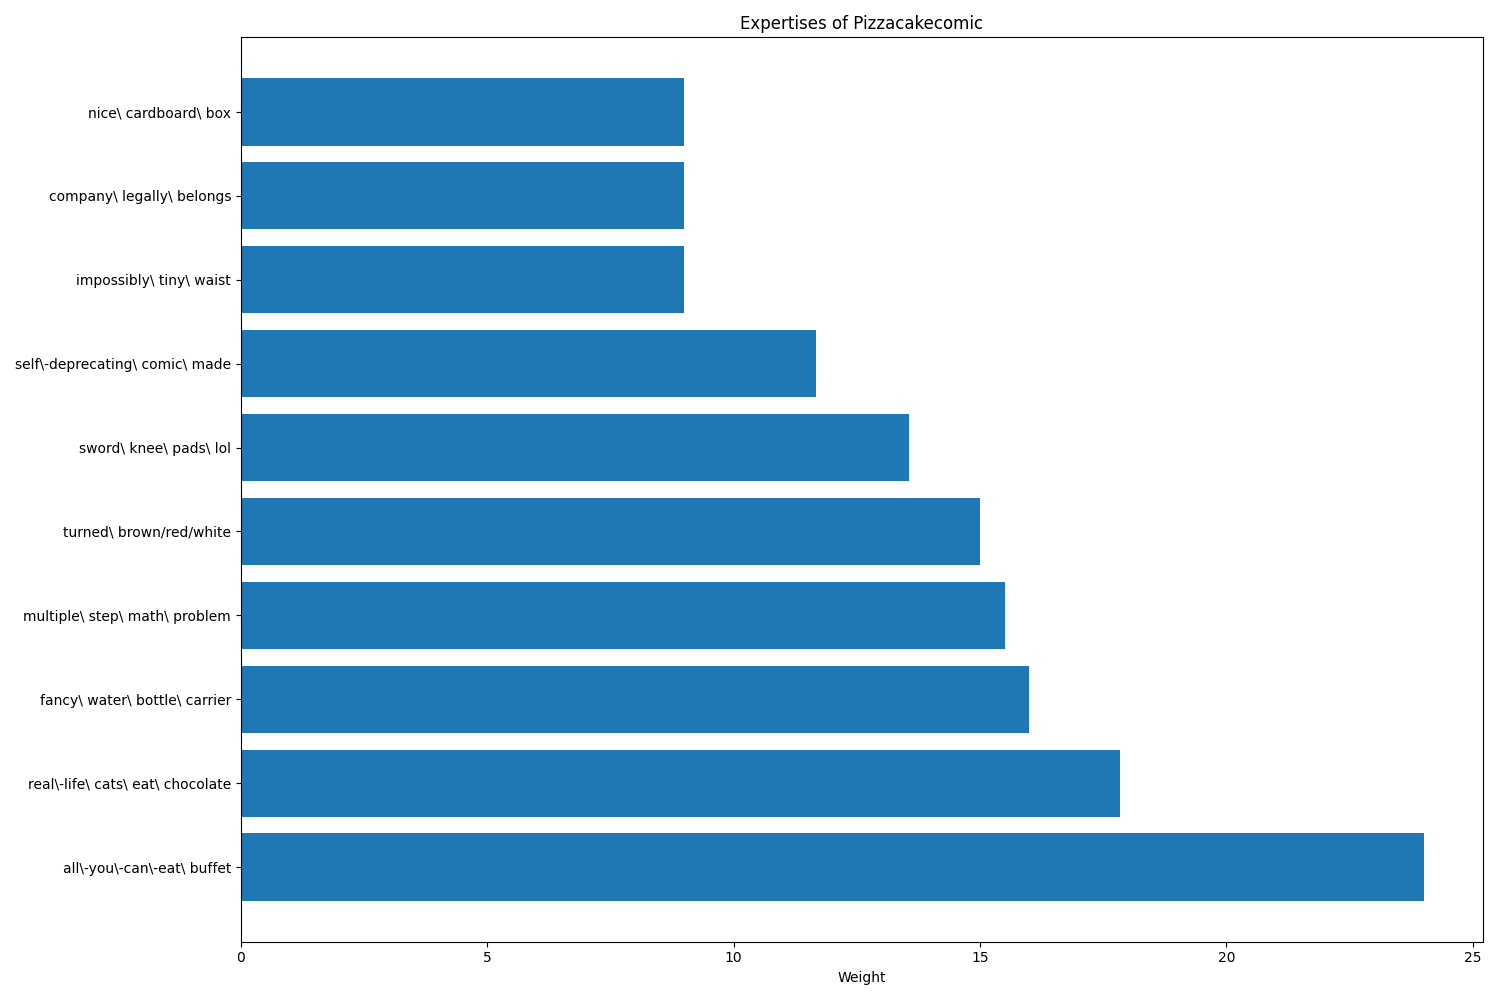 Expertises of Pizzacakecomic
nice\ cardboard\ box
company\ legally\ belongs
impossibly\ tiny\ waist
self\-deprecating\ comic\ made
sword\ knee\ pads\ lol
turned\ brown/red/white
multiple\ step\ math\ problem
fancy\ water\ bottle\ carrier
real\-life\ cats\ eat\ chocolate
all\-you\-can\-eat\ buffet
0 5 10 15 20 25
Weight